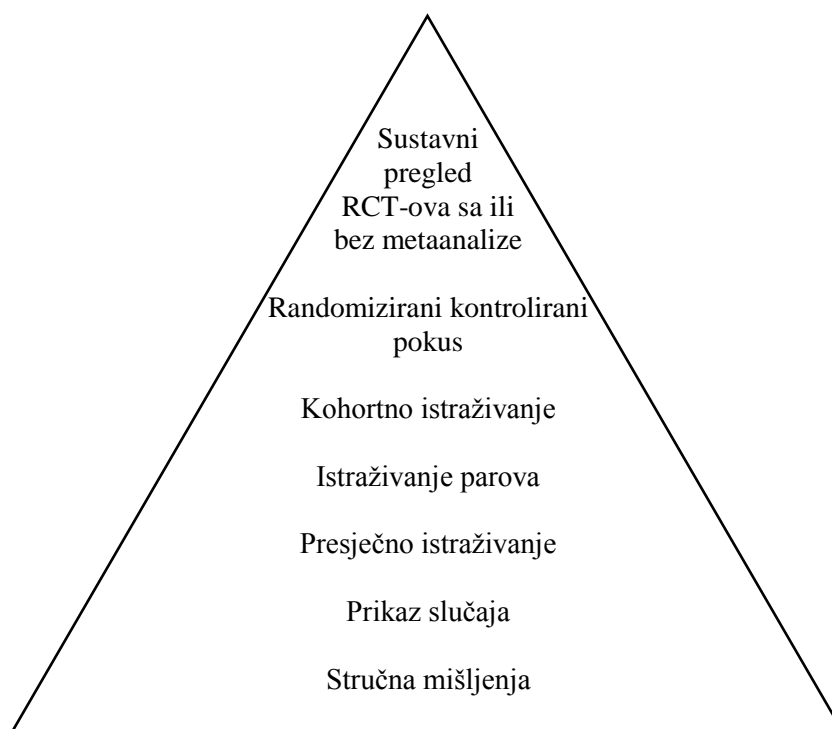 Sustavni
pregled
RCT-ova sa ili
bez metaanalize
Randomizirani kontrolirani
pokus
Kohortno istraživanje
Istraživanje parova
Presječno istraživanje
Prikaz slučaja
Stručna mišljenja